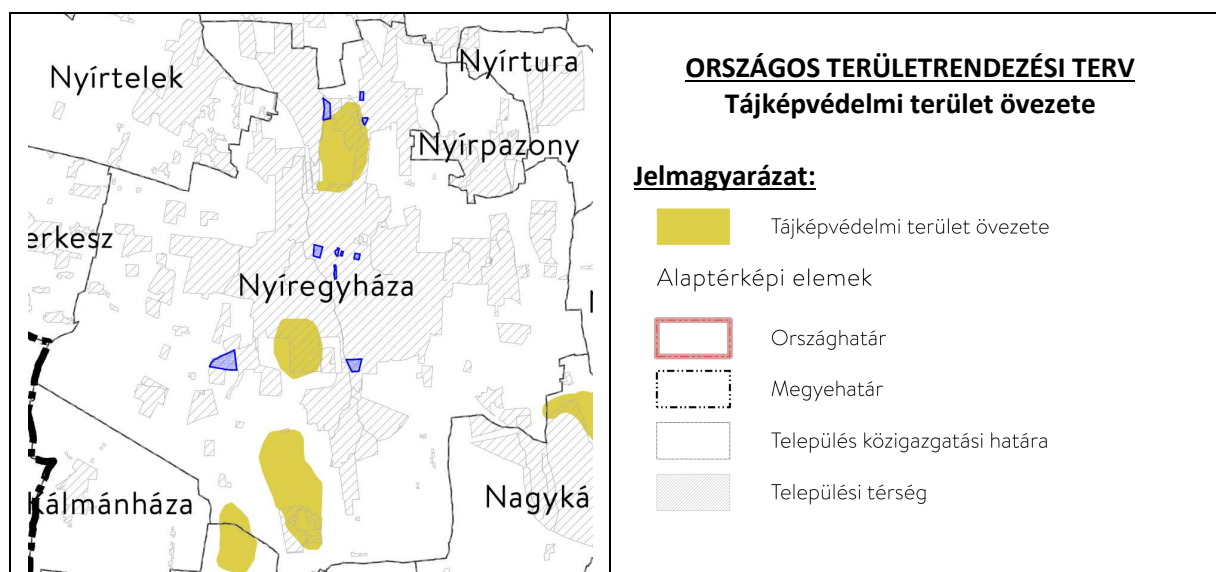 Nyírtelek
Nyírtura
Nyírpazony
erkesz
Nyíregyháza
Kálmánháza
Nagyká
ORSZÁGOS TERÜLETRENDEZÉSI TERV
Tájképvédelmi terület övezete
Jelmagyarázat:
Tájképvédelmi terület övezete
Alaptérképi elemek
Országhatár
Megyehatár
Település közigazgatási határa
Települési térség